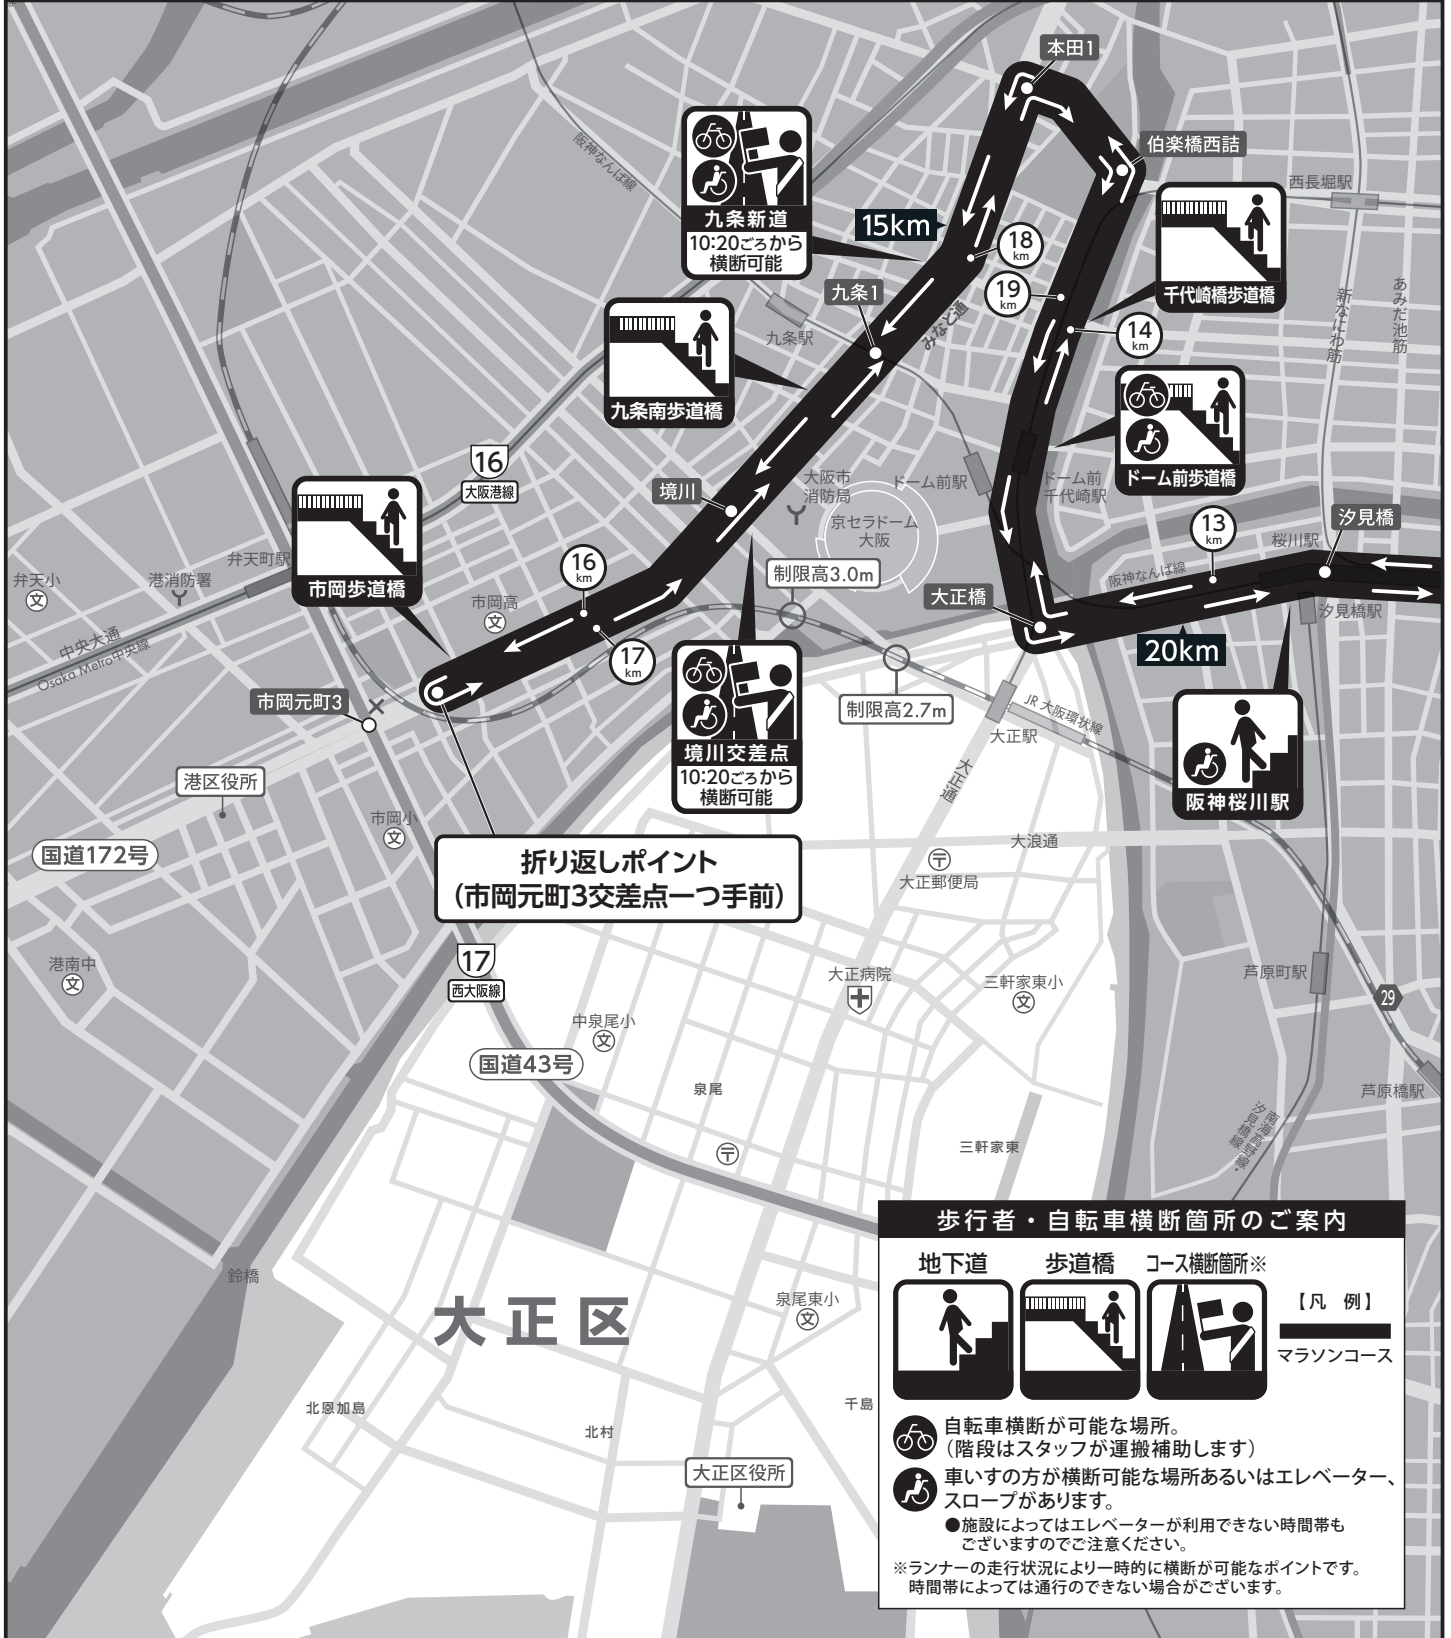 本田1
伯楽橋西詰
阪神なんば線
西長堀駅
九条新道
10:20ごろから
横断可能
15km
18
km
千代崎橋歩道橋
19
km
九条1
みなと通
14
km
新なにわ筋
あみだ池筋
九条駅
九条南歩道橋
ドーム前歩道橋
16
大阪港線
境川
大阪市
消防局
ドーム前駅
ドーム前
千代崎駅
京セラドーム
大阪
13
km
汐見橋
桜川駅
市岡歩道橋
弁天町駅
弁天小
文
港消防署
16
km
市岡高
文
制限高3.0m
阪神なんば線
大正橋
汐見橋駅
20km
中央大通
Osaka Metro中央線
17
km
境川交差点
10:20ごろから
横断可能
制限高2.7m
市岡元町3
大正駅
JR 大阪環状線
阪神桜川駅
港区役所
大正通
市岡小
文
国道172号
折り返しポイント
(市岡元町3交差点一つ手前)
大浪通
〒
大正郵便局
17
西大阪線
港南中
文
大正病院
三軒家東小
文
芦原町駅
29
中泉尾小
文
国道43号
泉尾
芦原橋駅
〒
三軒家東
南海高野線・
汐見橋線
鈴橋
大正区
泉尾東小
文
北恩加島
北村
千島
大正区役所
歩行者・自転車横断箇所のご案内
地下道
歩道橋
コース横断箇所※
【凡 例】
マラソンコース
自転車横断が可能な場所。
(階段はスタッフが運搬補助します)
車いすの方が横断可能な場所あるいはエレベーター、
スロープがあります。
●施設によってはエレベーターが利用できない時間帯も
ございますのでご注意ください。
※ランナーの走行状況により一時的に横断が可能なポイントです。
時間帯によっては通行のできない場合がございます。